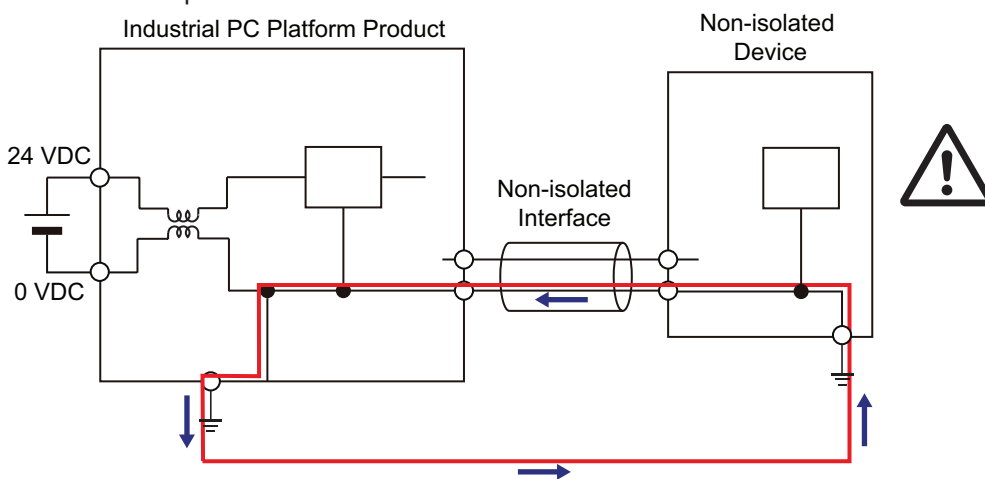 Industrial PC Platform Product
Non-isolated
Device
24 VDC
Non-isolated
Interface
0 VDC